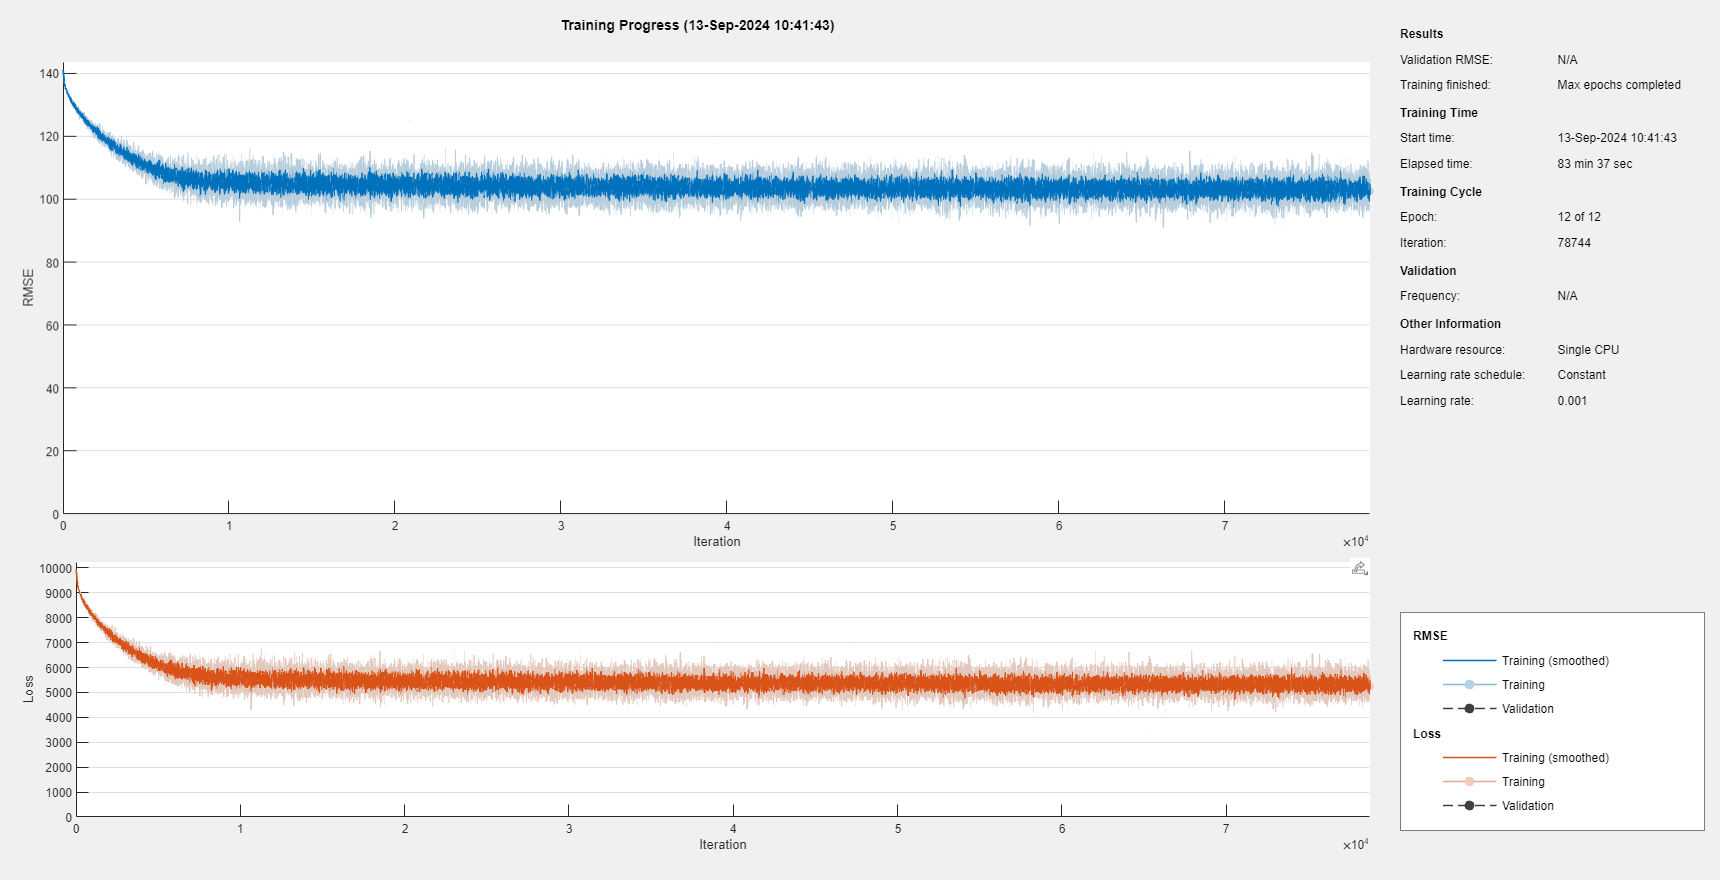 Training Progress (13-Sep-2024 10:41:43)
140
120
100
80
60
40
20
0
RMSE
0 1 2 3 4 5 6 7
Iteration
×10⁴
10000
9000
8000
7000
6000
5000
4000
3000
2000
1000
0
Loss
0 1 2 3 4 5 6 7
Iteration
×10⁴
Results
Validation RMSE: N/A
Training finished: Max epochs completed
Training Time
Start time: 13-Sep-2024 10:41:43
Elapsed time: 83 min 37 sec
Training Cycle
Epoch: 12 of 12
Iteration: 78744
Validation
Frequency: N/A
Other Information
Hardware resource: Single CPU
Learning rate schedule: Constant
Learning rate: 0.001
RMSE
Training (smoothed)
Training
Validation
Loss
Training (smoothed)
Training
Validation